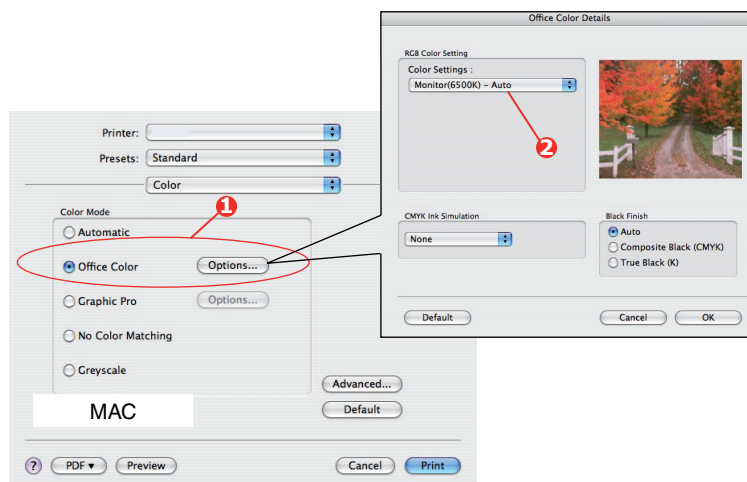 Office Color Details
RGB Color Setting
Color Settings :
Monitor(6500K) - Auto
2
CMYK Ink Simulation
None
Black Finish
Auto
Composite Black (CMYK)
True Black (K)
Default
Cancel
OK
Printer:
Presets: Standard
Color
1
Color Mode
Automatic
Office Color
Options...
Graphic Pro
Options...
No Color Matching
Greyscale
MAC
Advanced...
Default
?
PDF ▼
Preview
Cancel
Print